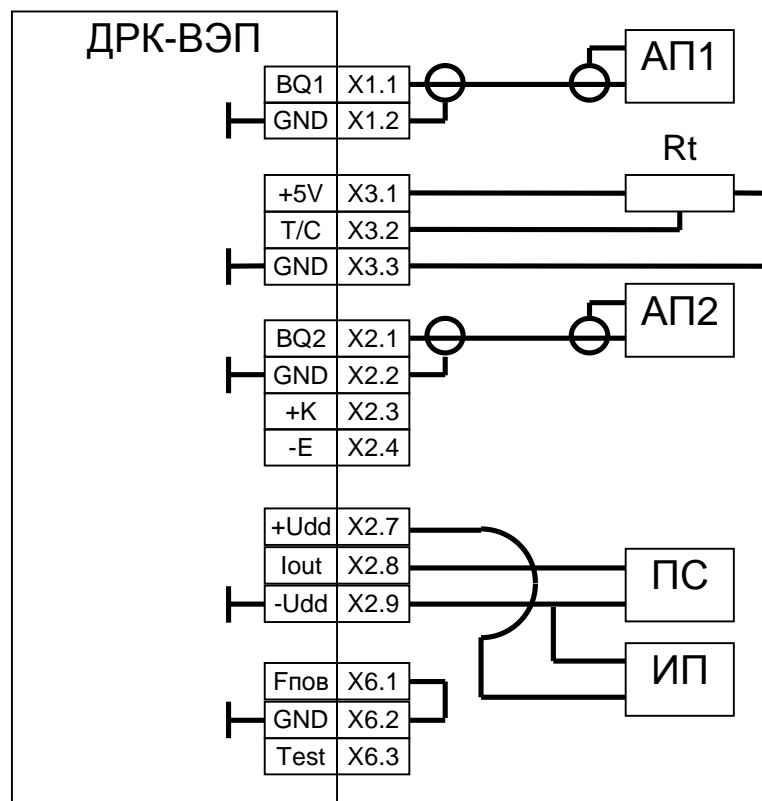 ДРК-ВЭП
АП1
BQ1 X1.1
GND X1.2
Rt
+5V X3.1
T/C X3.2
GND X3.3
АП2
BQ2 X2.1
GND X2.2
+K X2.3
-E X2.4
+Udd X2.7
Iout X2.8
ПС
-Udd X2.9
ИП
Fпов X6.1
GND X6.2
Test X6.3